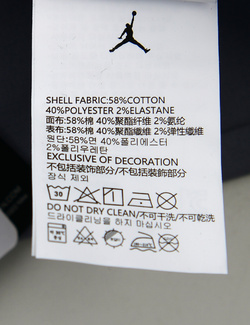 SHELL FABRIC:58%COTTON
40%POLYESTER 2%ELASTANE
面布:58%棉 40%聚酯纤维 2%氨纶
表布:58%棉 40%聚酯纖維 2%彈性纖維
원단:58%면 40%폴리에스터
2%폴리우레탄
EXCLUSIVE OF DECORATION
不包括装饰部分/不包括裝飾部分
장식 제외
30
DO NOT DRY CLEAN/不可干洗/不可乾洗
드라이클리닝을 하지 마십시오